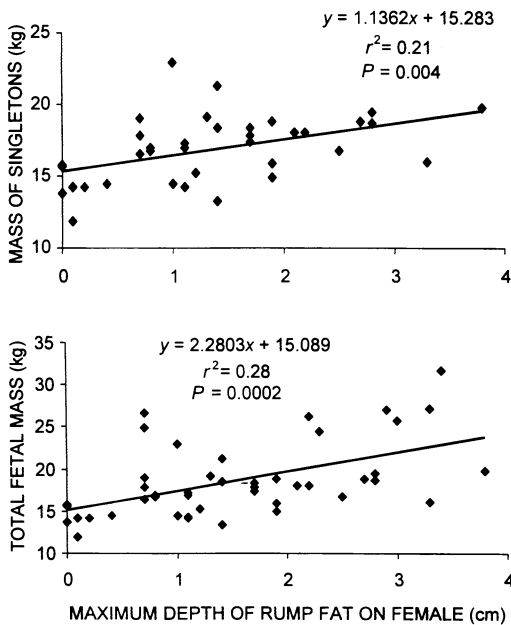 y = 1.1362x + 15.283
r² = 0.21
P = 0.004
MASS OF SINGLETONS (kg)
25
20
15
10
0 1 2 3 4
y = 2.2803x + 15.089
r² = 0.28
P = 0.0002
TOTAL FETAL MASS (kg)
35
30
25
20
15
10
0 1 2 3 4
MAXIMUM DEPTH OF RUMP FAT ON FEMALE (cm)